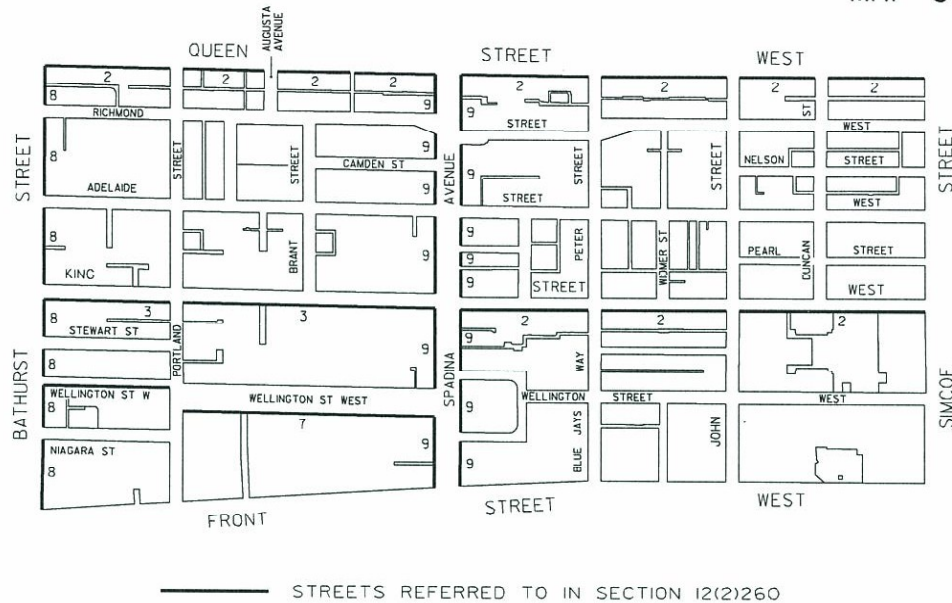 AUGUSTA AVENUE
QUEEN STREET WEST
2 2 2 2 2 2 2 2
8 9 9
RICHMOND STREET WEST
ST
STREET STREET
8 STREET STREET CAMDEN ST 9 AVENUE STREET STREET NELSON STREET
ADELAIDE 9 STREET WEST
8 BRANT 9 9 PETER WIDMER ST PEARL DUNCAN STREET
9
KING 9 STREET WEST
8 3 3 2 2 2
STEWART ST PORTLAND 9 9 WAY
BATHURST 8 SPADINA SIMCOE
WELLINGTON ST W WELLINGTON ST WEST WELLINGTON STREET WEST
8 9
7 BLUE JAYS JOHN
NIAGARA ST 9 9
8
FRONT STREET WEST
STREETS REFERRED TO IN SECTION 12(2)260